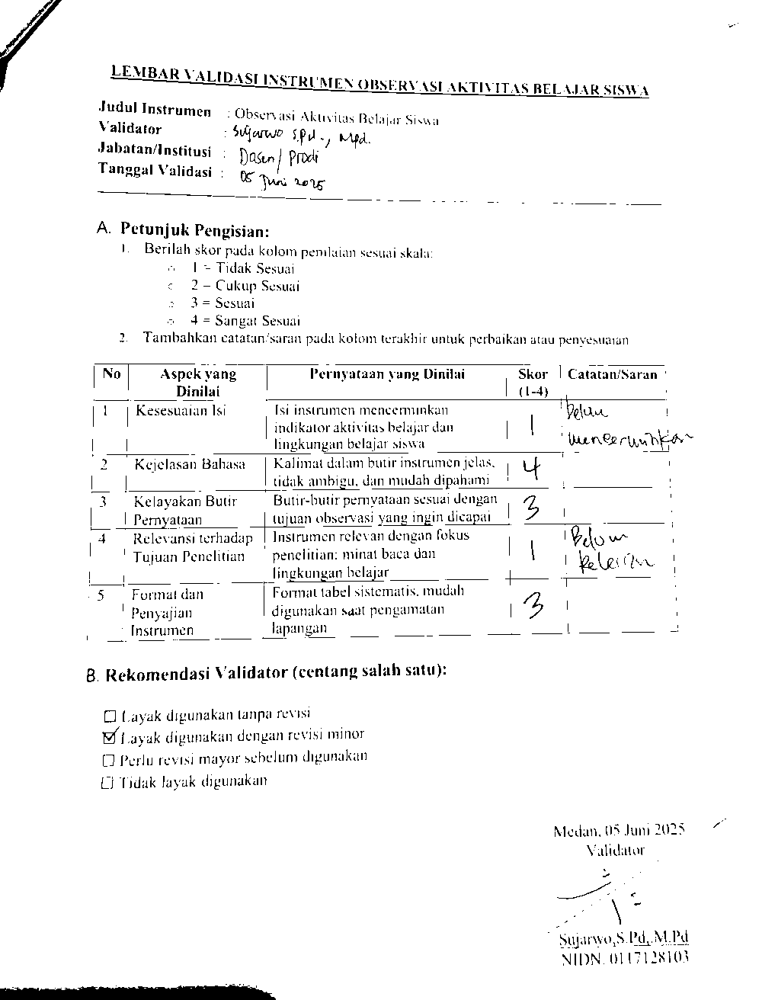 LEMBAR VALIDASI INSTRUMEN OBSERVASI AKTIVITAS BELAJAR SISWA
Judul Instrumen : Observasi Aktivitas Belajar Siswa
Validator : Sujarwo S.Pd., Mpd.
Jabatan/Institusi : Dosen / Prodi
Tanggal Validasi : 05 Juni 2025
A. Petunjuk Pengisian:
1. Berilah skor pada kolom penilaian sesuai skala:
1 = Tidak Sesuai
2 = Cukup Sesuai
3 = Sesuai
4 = Sangat Sesuai
2. Tambahkan catatan/saran pada kolom terakhir untuk perbaikan atau penyesuaian
No Aspek yang Dinilai Pernyataan yang Dinilai Skor (1-4) Catatan/Saran
1 Kesesuaian Isi Isi instrumen mencerminkan indikator aktivitas belajar dan lingkungan belajar siswa 1 Belum mencerminkan
2 Kejelasan Bahasa Kalimat dalam butir instrumen jelas, tidak ambigu, dan mudah dipahami 4
3 Kelayakan Butir Pernyataan Butir-butir pernyataan sesuai dengan tujuan observasi yang ingin dicapai 3
4 Relevansi terhadap Tujuan Penelitian Instrumen relevan dengan fokus penelitian: minat baca dan lingkungan belajar 1 Belum
5 Format dan Penyajian Instrumen Format tabel sistematis, mudah digunakan saat pengamatan lapangan 3
B. Rekomendasi Validator (centang salah satu):
☐ Layak digunakan tanpa revisi
☑ Layak digunakan dengan revisi minor
☐ Perlu revisi mayor sebelum digunakan
☐ Tidak layak digunakan
Medan, 05 Juni 2025
Validator
Sujarwo,S.Pd,.M.Pd
NIDN. 0117128103